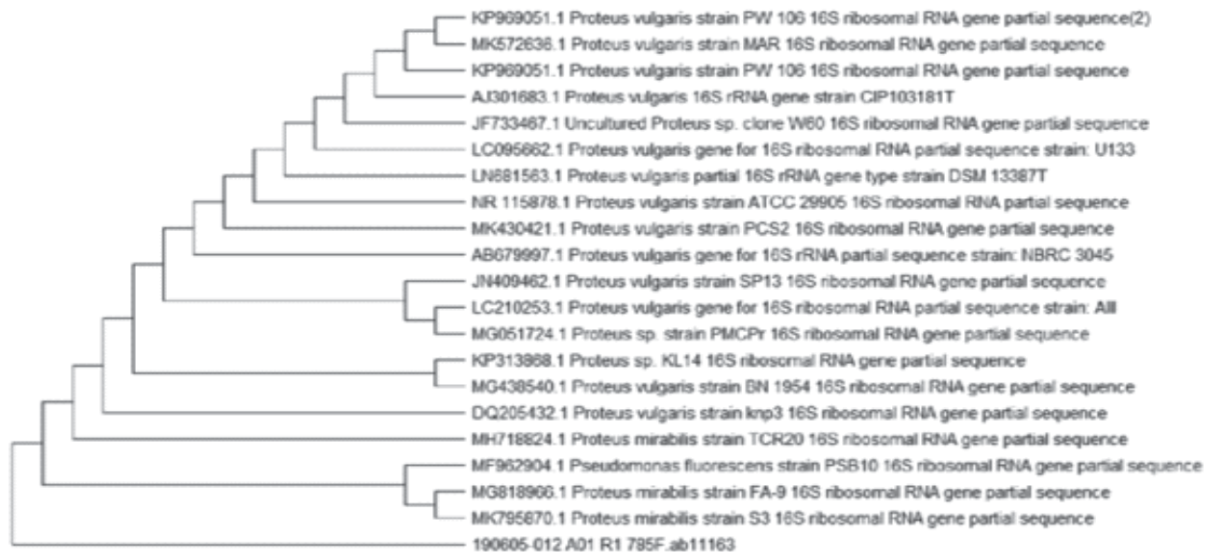 KP969051.1 Proteus vulgaris strain PW 106 16S ribosomal RNA gene partial sequence(2)
MK572636.1 Proteus vulgaris strain MAR 16S ribosomal RNA gene partial sequence
KP969051.1 Proteus vulgaris strain PW 106 16S ribosomal RNA gene partial sequence
AJ301683.1 Proteus vulgaris 16S rRNA gene strain CIP103181T
JF733467.1 Uncultured Proteus sp. clone W60 16S ribosomal RNA gene partial sequence
LC095662.1 Proteus vulgaris gene for 16S ribosomal RNA partial sequence strain: U133
LN681563.1 Proteus vulgaris partial 16S rRNA gene type strain DSM 13387T
NR 115878.1 Proteus vulgaris strain ATCC 29905 16S ribosomal RNA partial sequence
MK430421.1 Proteus vulgaris strain PCS2 16S ribosomal RNA gene partial sequence
AB679997.1 Proteus vulgaris gene for 16S rRNA partial sequence strain: NBRC 3045
JN409462.1 Proteus vulgaris strain SP13 16S ribosomal RNA gene partial sequence
LC210253.1 Proteus vulgaris gene for 16S ribosomal RNA partial sequence strain: AIII
MG051724.1 Proteus sp. strain PMCPr 16S ribosomal RNA gene partial sequence
KP313868.1 Proteus sp. KL14 16S ribosomal RNA gene partial sequence
MG438540.1 Proteus vulgaris strain BN 1954 16S ribosomal RNA gene partial sequence
DQ205432.1 Proteus vulgaris strain knp3 16S ribosomal RNA gene partial sequence
MH718824.1 Proteus mirabilis strain TCR20 16S ribosomal RNA gene partial sequence
MF962904.1 Pseudomonas fluorescens strain PSB10 16S ribosomal RNA gene partial sequence
MG818966.1 Proteus mirabilis strain FA-9 16S ribosomal RNA gene partial sequence
MK795870.1 Proteus mirabilis strain S3 16S ribosomal RNA gene partial sequence
190605-012 A01 R1 785F.ab11163